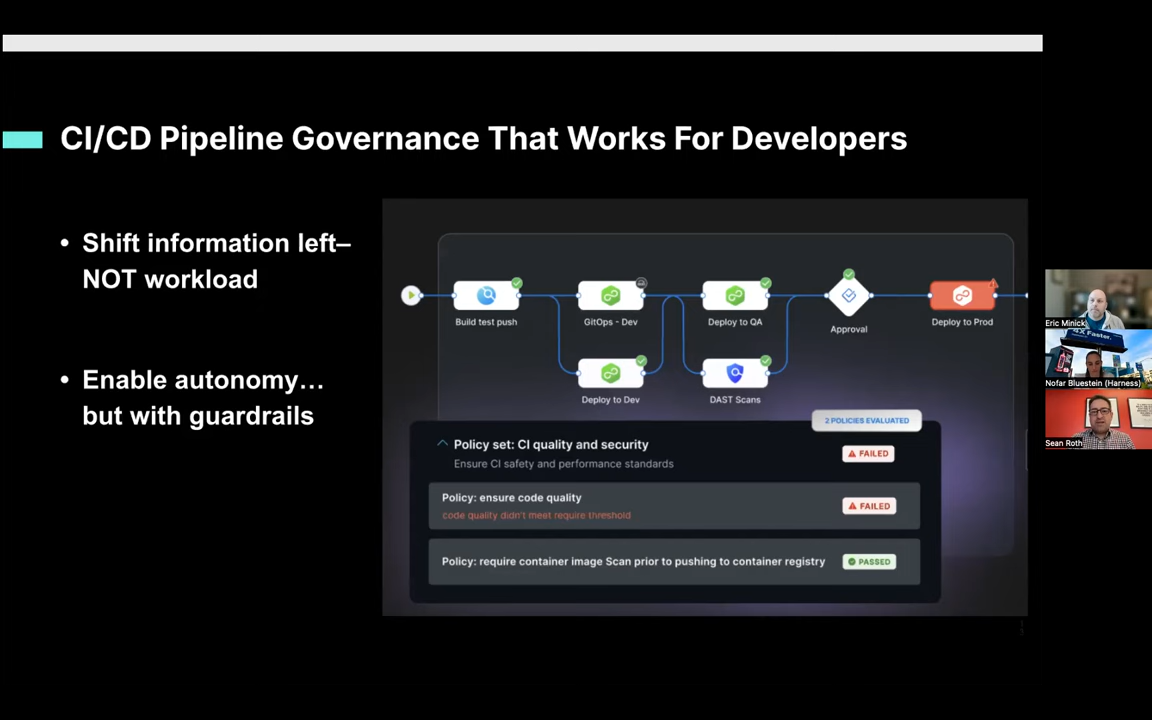 CI/CD Pipeline Governance That Works For Developers
• Shift information left–
NOT workload
• Enable autonomy…
but with guardrails
Build test push
GitOps - Dev
Deploy to QA
Approval
Deploy to Prod
Deploy to Dev
DAST Scans
2 POLICIES EVALUATED
Policy set: CI quality and security
Ensure CI safety and performance standards
FAILED
Policy: ensure code quality
code quality didn't meet require threshold
FAILED
Policy: require container image Scan prior to pushing to container registry
PASSED
Eric Minick
4X Faster.
Nofar Bluestein (Harness)
Sean Roth